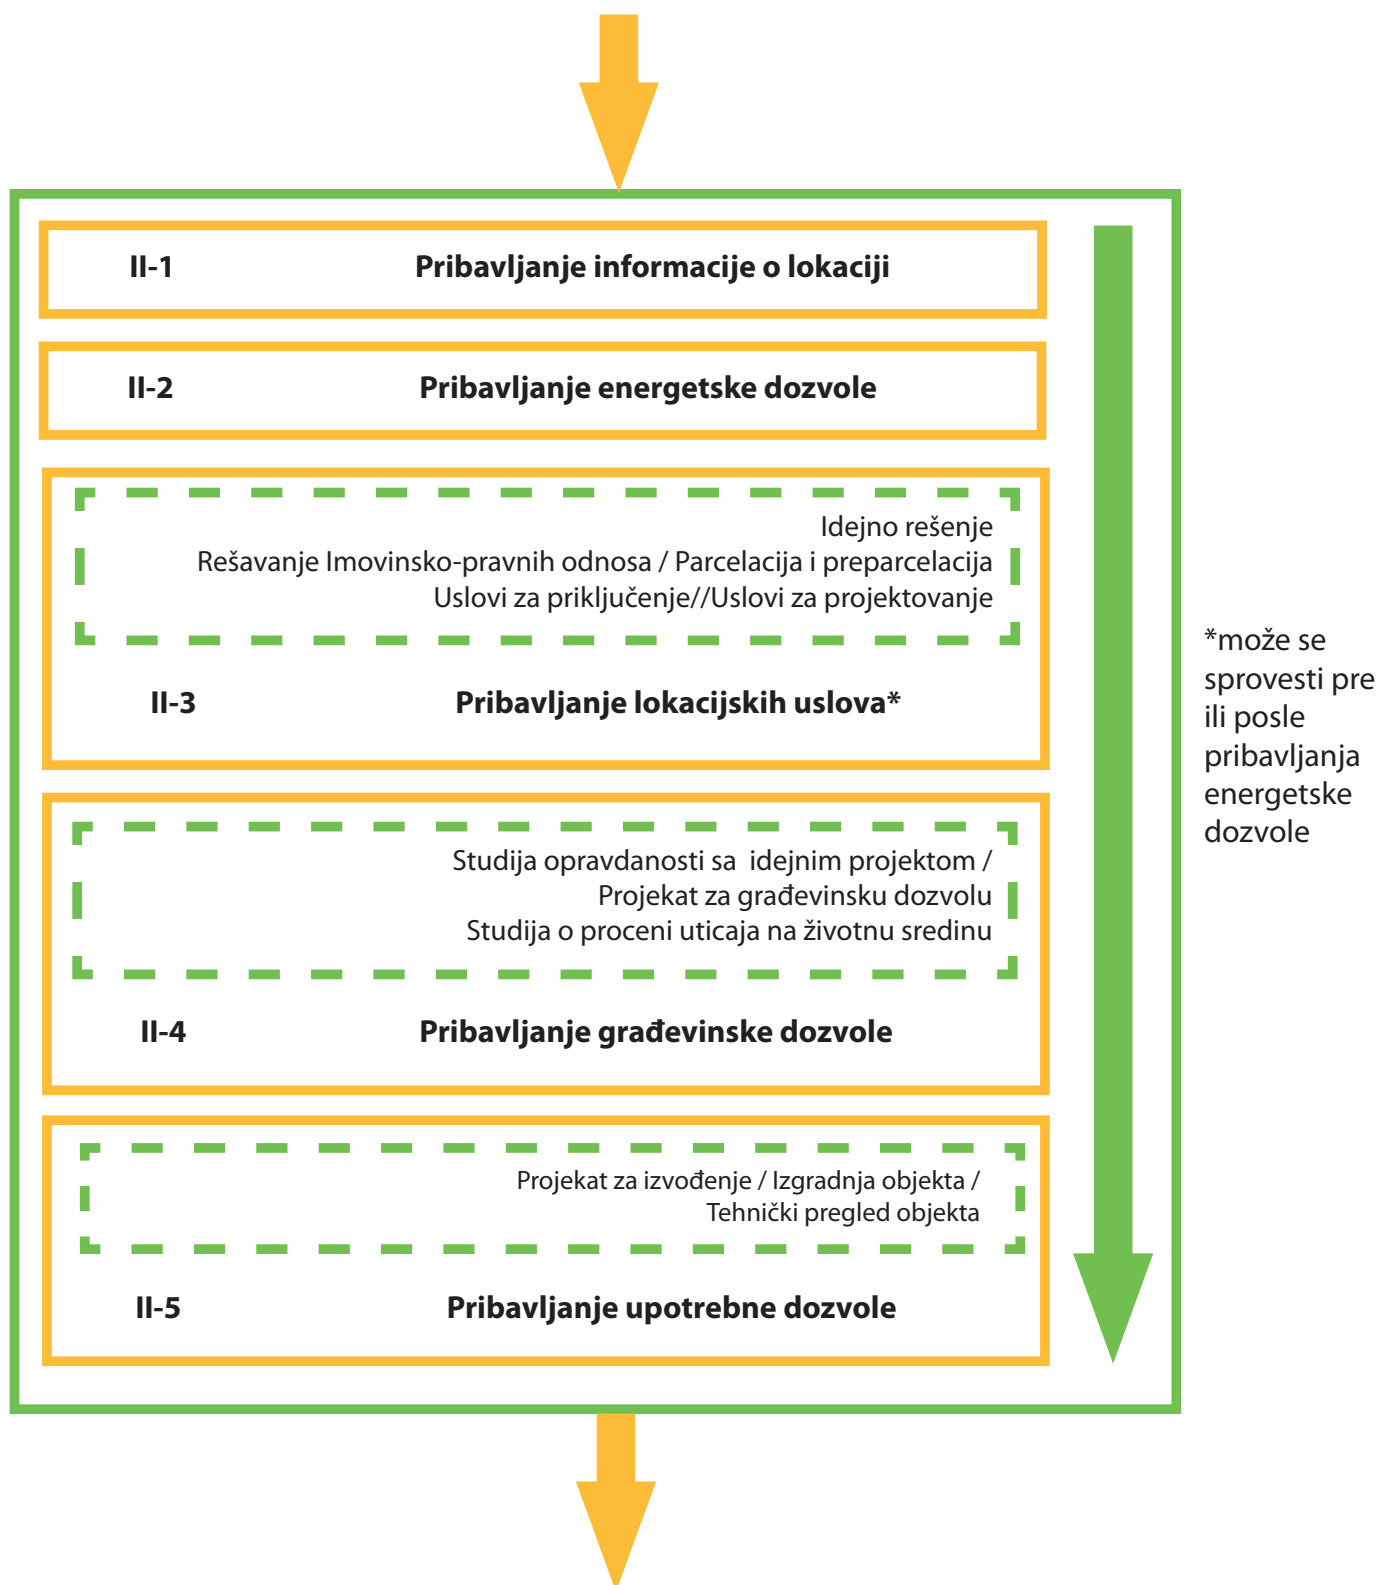 II-1 Pribavljanje informacije o lokaciji
II-2 Pribavljanje energetske dozvole
Idejno rešenje
Rešavanje Imovinsko-pravnih odnosa / Parcelacija i preparcelacija
Uslovi za priključenje//Uslovi za projektovanje
II-3 Pribavljanje lokacijskih uslova*
*može se
sprovesti pre
ili posle
pribavljanja
energetske
dozvole
Studija opravdanosti sa idejnim projektom /
Projekat za građevinsku dozvolu
Studija o proceni uticaja na životnu sredinu
II-4 Pribavljanje građevinske dozvole
Projekat za izvođenje / Izgradnja objekta /
Tehnički pregled objekta
II-5 Pribavljanje upotrebne dozvole